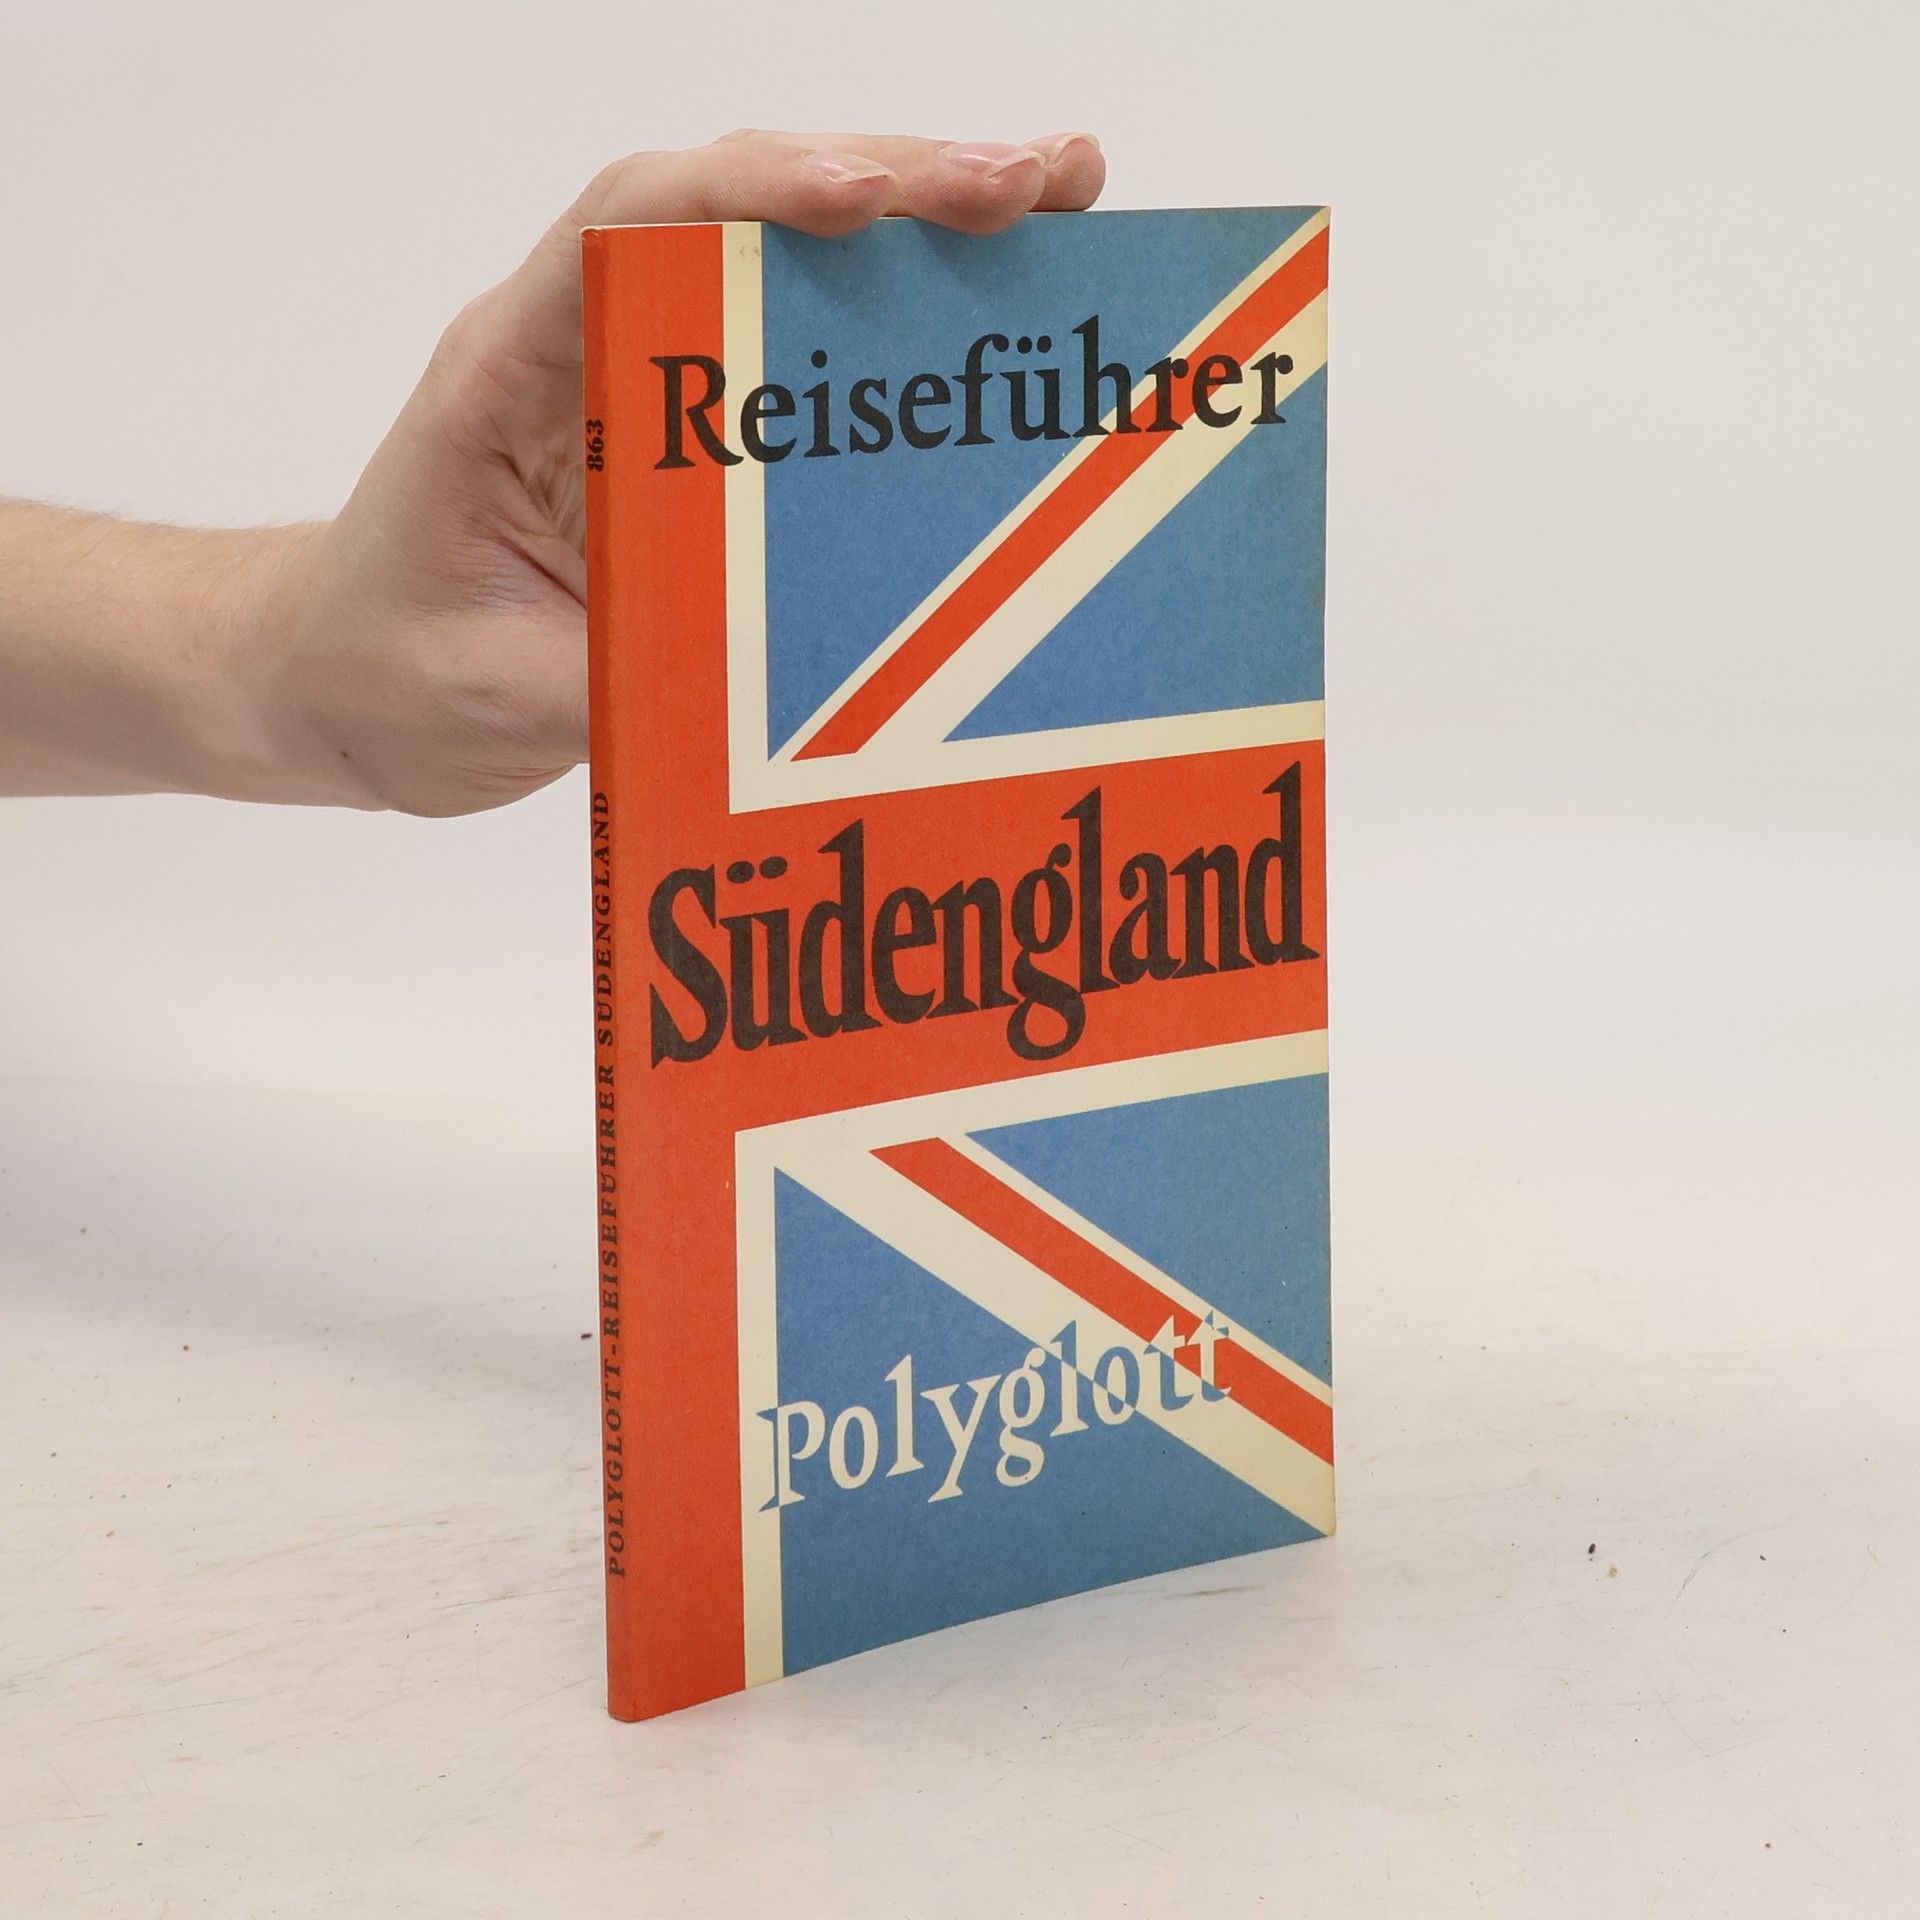 Reiseführer
Südengland
Polyglott
863
POLYGLOTT-REISEFÜHRER SÜDENGLAND